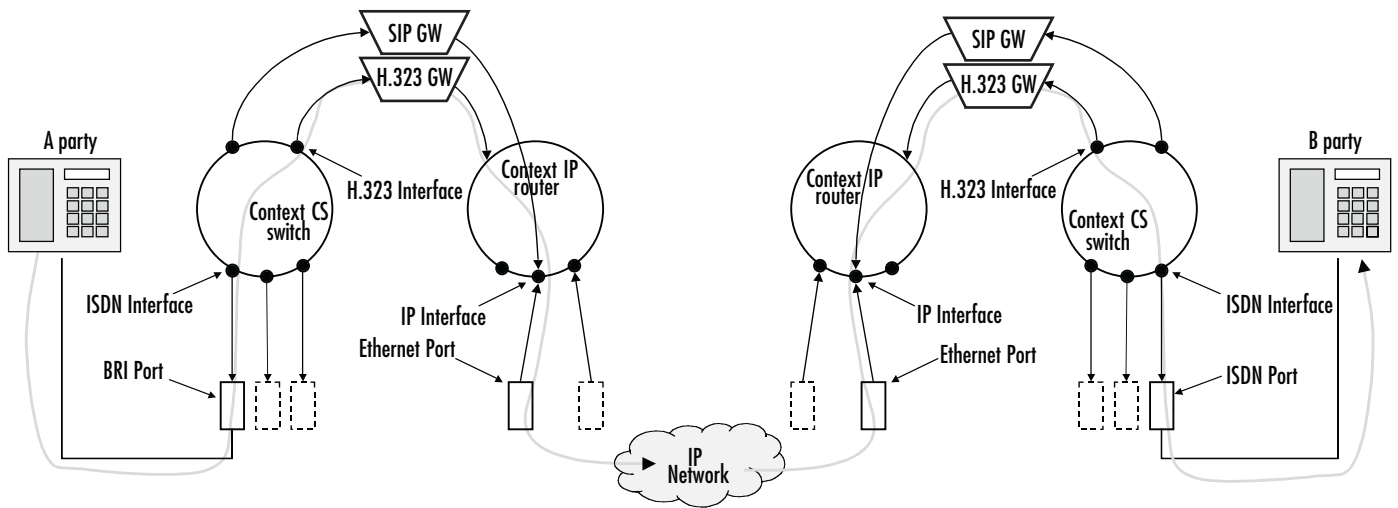 SIP GW
H.323 GW
A party
H.323 Interface
Context CS
switch
Context IP
router
ISDN Interface
IP Interface
Ethernet Port
BRI Port
IP
Network
SIP GW
H.323 GW
B party
Context IP
router
H.323 Interface
Context CS
switch
IP Interface
ISDN Interface
Ethernet Port
ISDN Port